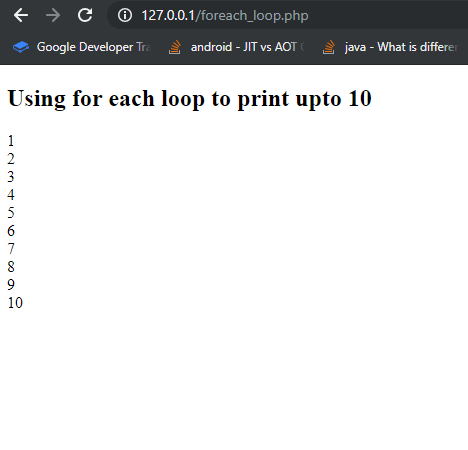 127.0.0.1/foreach_loop.php
Google Developer Tra
android - JIT vs AOT
java - What is differe
Using for each loop to print upto 10
1
2
3
4
5
6
7
8
9
10